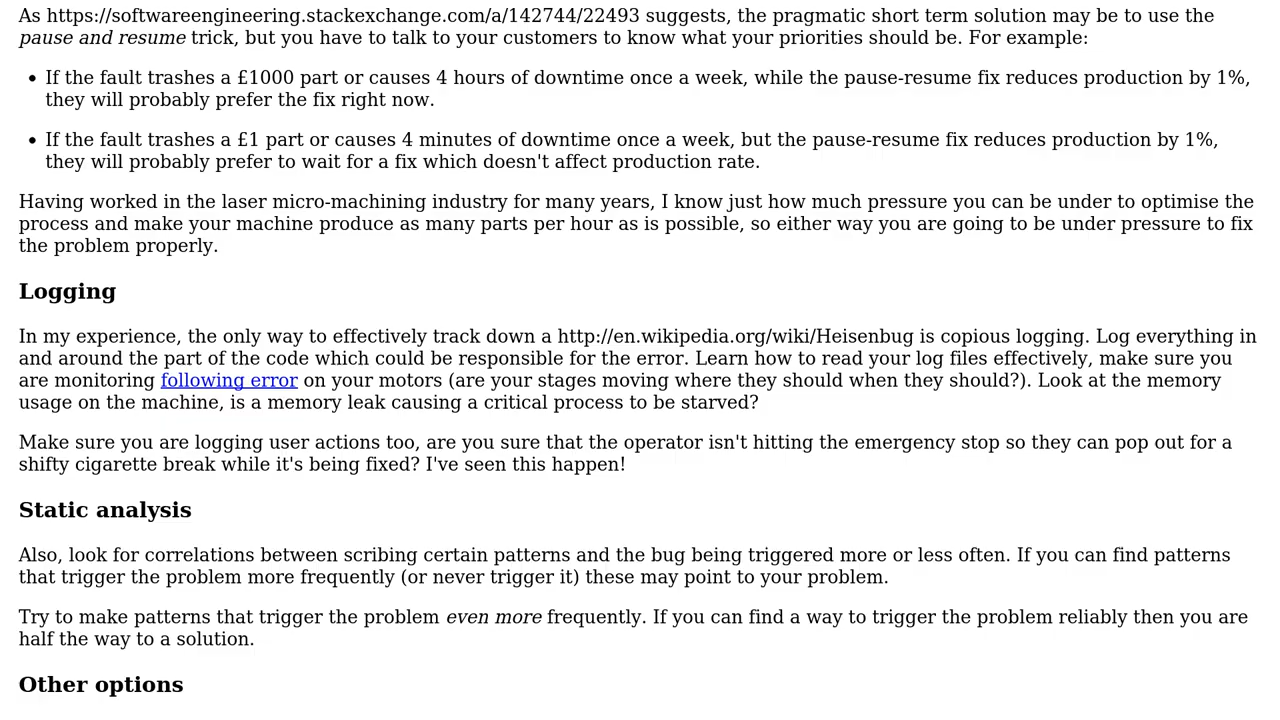 As https://softwareengineering.stackexchange.com/a/142744/22493 suggests, the pragmatic short term solution may be to use the
pause and resume trick, but you have to talk to your customers to know what your priorities should be. For example:
• If the fault trashes a £1000 part or causes 4 hours of downtime once a week, while the pause-resume fix reduces production by 1%,
they will probably prefer the fix right now.
• If the fault trashes a £1 part or causes 4 minutes of downtime once a week, but the pause-resume fix reduces production by 1%,
they will probably prefer to wait for a fix which doesn't affect production rate.
Having worked in the laser micro-machining industry for many years, I know just how much pressure you can be under to optimise the
process and make your machine produce as many parts per hour as is possible, so either way you are going to be under pressure to fix
the problem properly.
Logging
In my experience, the only way to effectively track down a http://en.wikipedia.org/wiki/Heisenbug is copious logging. Log everything in
and around the part of the code which could be responsible for the error. Learn how to read your log files effectively, make sure you
are monitoring following error on your motors (are your stages moving where they should when they should?). Look at the memory
usage on the machine, is a memory leak causing a critical process to be starved?
Make sure you are logging user actions too, are you sure that the operator isn't hitting the emergency stop so they can pop out for a
shifty cigarette break while it's being fixed? I've seen this happen!
Static analysis
Also, look for correlations between scribing certain patterns and the bug being triggered more or less often. If you can find patterns
that trigger the problem more frequently (or never trigger it) these may point to your problem.
Try to make patterns that trigger the problem even more frequently. If you can find a way to trigger the problem reliably then you are
half the way to a solution.
Other options